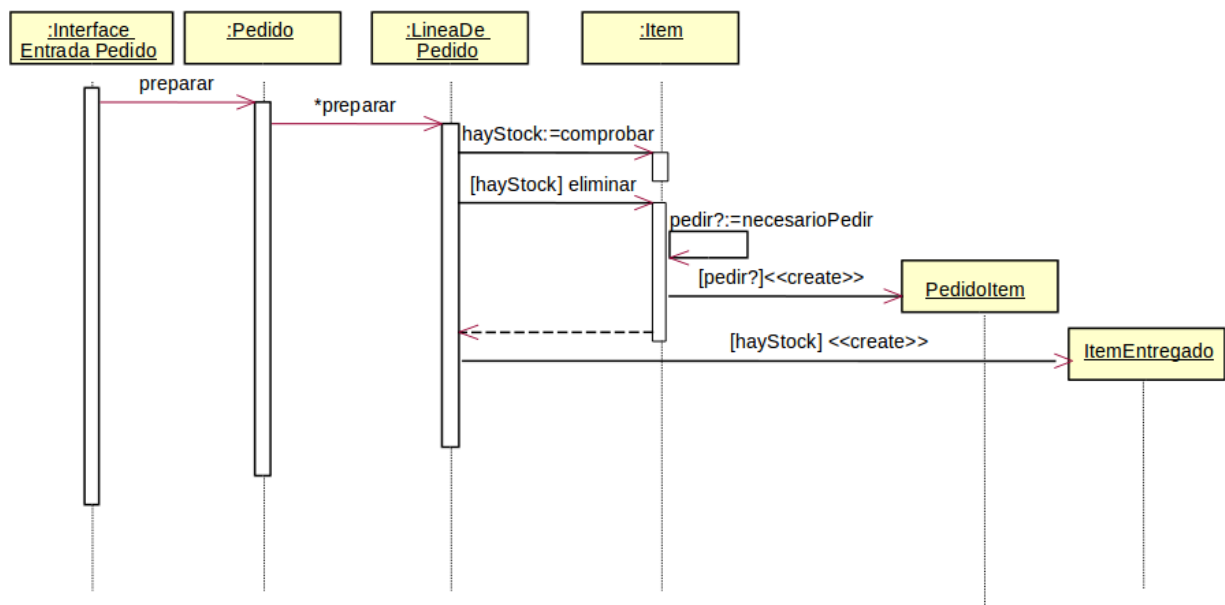 :Interface
Entrada Pedido
:Pedido
:LineaDe
Pedido
:Item
preparar
*preparar
hayStock:=comprobar
[hayStock] eliminar
pedir?:=necesarioPedir
[pedir?]<<create>>
PedidoItem
[hayStock] <<create>>
ItemEntregado